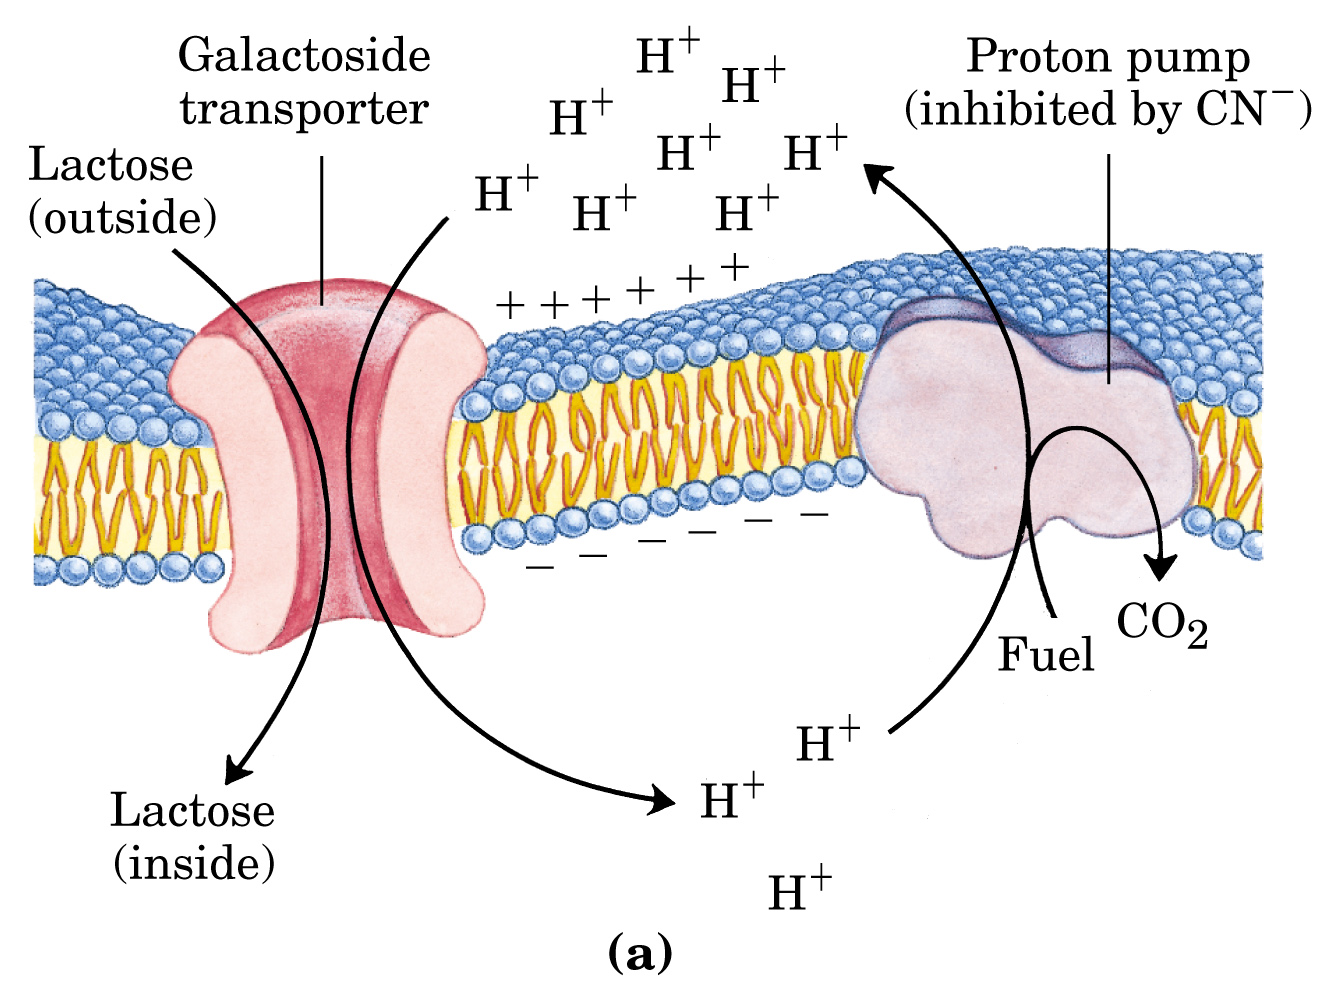 Galactoside
transporter
Proton pump
(inhibited by CN⁻)
Lactose
(outside)
H⁺
H⁺
H⁺
H⁺
H⁺
H⁺
H⁺
H⁺
+ + + + + +
− − − − − −
CO₂
Fuel
H⁺
H⁺
H⁺
Lactose
(inside)
(a)